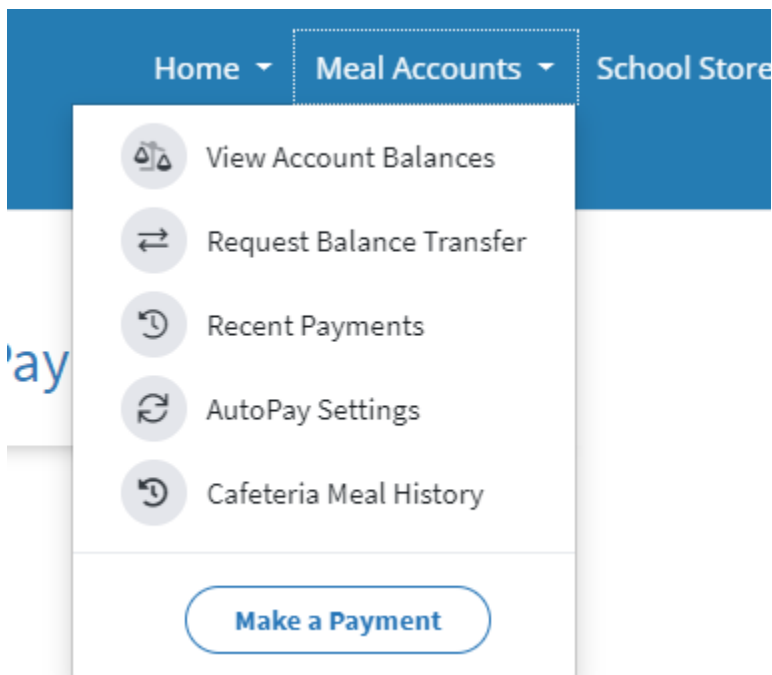 Home Meal Accounts School Store
View Account Balances
Request Balance Transfer
Recent Payments
Pay
AutoPay Settings
Cafeteria Meal History
Make a Payment